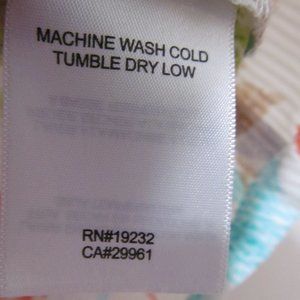 MACHINE WASH COLD
TUMBLE DRY LOW
RN#19232
CA#29961